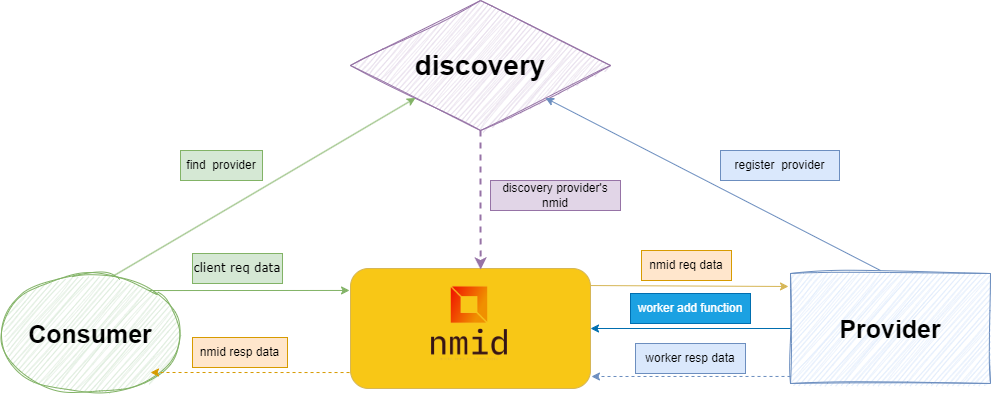 discovery
find provider
register provider
discovery provider's
nmid
client req data
nmid req data
worker add function
Consumer
nmid
Provider
nmid resp data
worker resp data